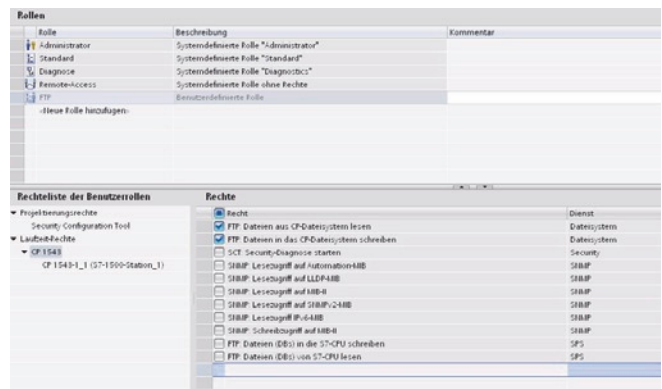 Rollen
Rolle Beschreibung Kommentar
Administrator Systemdefinierte Rolle "Administrator"
Standard Systemdefinierte Rolle "Standard"
Diagnose Systemdefinierte Rolle "Diagnostics"
Remote-Access Systemdefinierte Rolle ohne Rechte
FTP Benutzerdefinierte Rolle
<Neue Rolle hinzufügen>
Rechteliste der Benutzerrollen
Projektierungsrechte
Security Configuration Tool
Laufzeit-Rechte
CP 1543
CP 1543-1_1 (S7-1500-Station_1)
Rechte
Recht Dienst
FTP: Dateien aus CP-Dateisystem lesen Dateisystem
FTP: Dateien in das CP-Dateisystem schreiben Dateisystem
SCT: Security-Diagnose starten Security
SNMP: Lesezugriff auf Automation-MIB SNMP
SNMP: Lesezugriff auf LLDP-MIB SNMP
SNMP: Lesezugriff auf MIB-II SNMP
SNMP: Lesezugriff auf SNMPv2-MIB SNMP
SNMP: Lesezugriff IPv6-MIB SNMP
SNMP: Schreibzugriff auf MIB-II SNMP
FTP: Dateien (DBs) in die S7-CPU schreiben SPS
FTP: Dateien (DBs) von S7-CPU lesen SPS